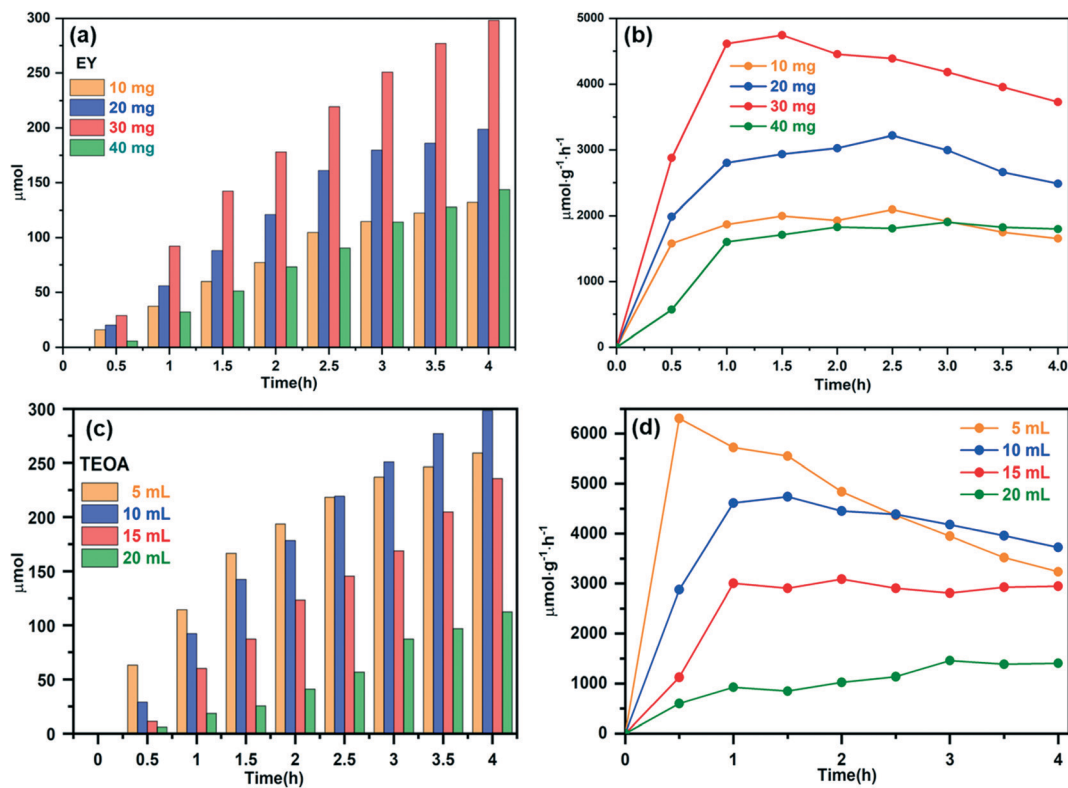 (a)
EY
10 mg
20 mg
30 mg
40 mg
300
250
200
150
100
50
0
μmol
0 0.5 1 1.5 2 2.5 3 3.5 4
Time(h)
(b)
10 mg
20 mg
30 mg
40 mg
5000
4000
3000
2000
1000
0
μmol·g⁻¹·h⁻¹
0.0 0.5 1.0 1.5 2.0 2.5 3.0 3.5 4.0
Time(h)
(c)
TEOA
5 mL
10 mL
15 mL
20 mL
300
250
200
150
100
50
0
μmol
0 0.5 1 1.5 2 2.5 3 3.5 4
Time(h)
(d)
5 mL
10 mL
15 mL
20 mL
6000
5000
4000
3000
2000
1000
0
μmol·g⁻¹·h⁻¹
0 1 2 3 4
Time(h)